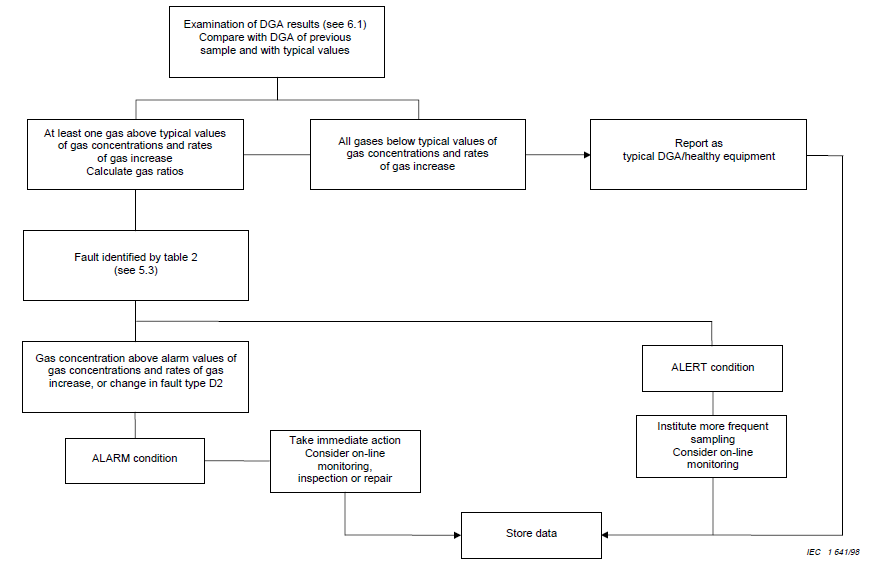 Examination of DGA results (see 6.1)
Compare with DGA of previous
sample and with typical values
At least one gas above typical values
of gas concentrations and rates
of gas increase
Calculate gas ratios
All gases below typical values of
gas concentrations and rates
of gas increase
Report as
typical DGA/healthy equipment
Fault identified by table 2
(see 5.3)
Gas concentration above alarm values of
gas concentrations and rates of gas
increase, or change in fault type D2
ALERT condition
ALARM condition
Take immediate action
Consider on-line
monitoring,
inspection or repair
Institute more frequent
sampling
Consider on-line
monitoring
Store data
IEC 1 641/98